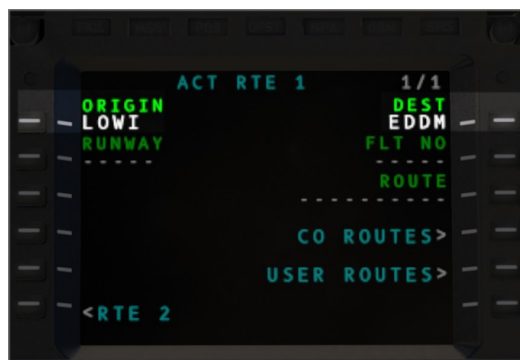 ACT RTE 1 1/1
ORIGIN DEST
LOWI EDDM
RUNWAY FLT NO
----- -----
ROUTE
----------
CO ROUTES>
USER ROUTES>
<RTE 2